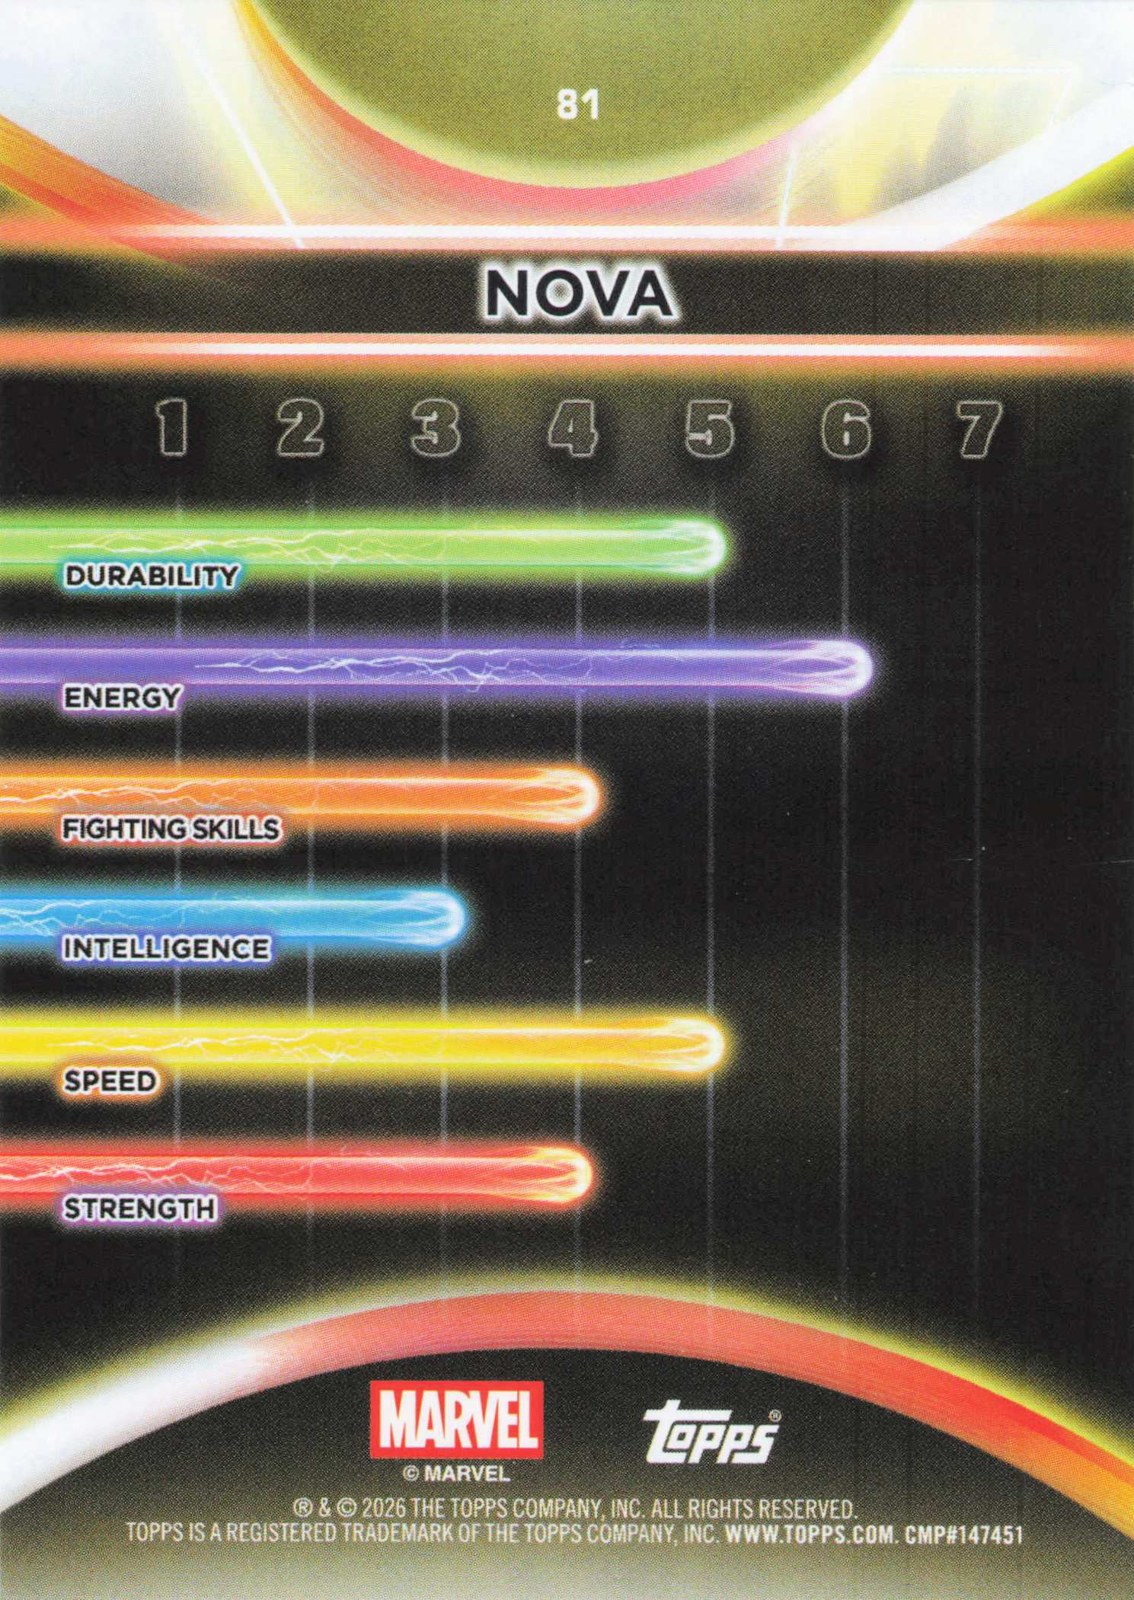 81
NOVA
1 2 3 4 5 6 7
DURABILITY
ENERGY
FIGHTING SKILLS
INTELLIGENCE
SPEED
STRENGTH
MARVEL
© MARVEL
topps®
® & © 2026 THE TOPPS COMPANY, INC. ALL RIGHTS RESERVED.
TOPPS IS A REGISTERED TRADEMARK OF THE TOPPS COMPANY, INC. WWW.TOPPS.COM. CMP#147451